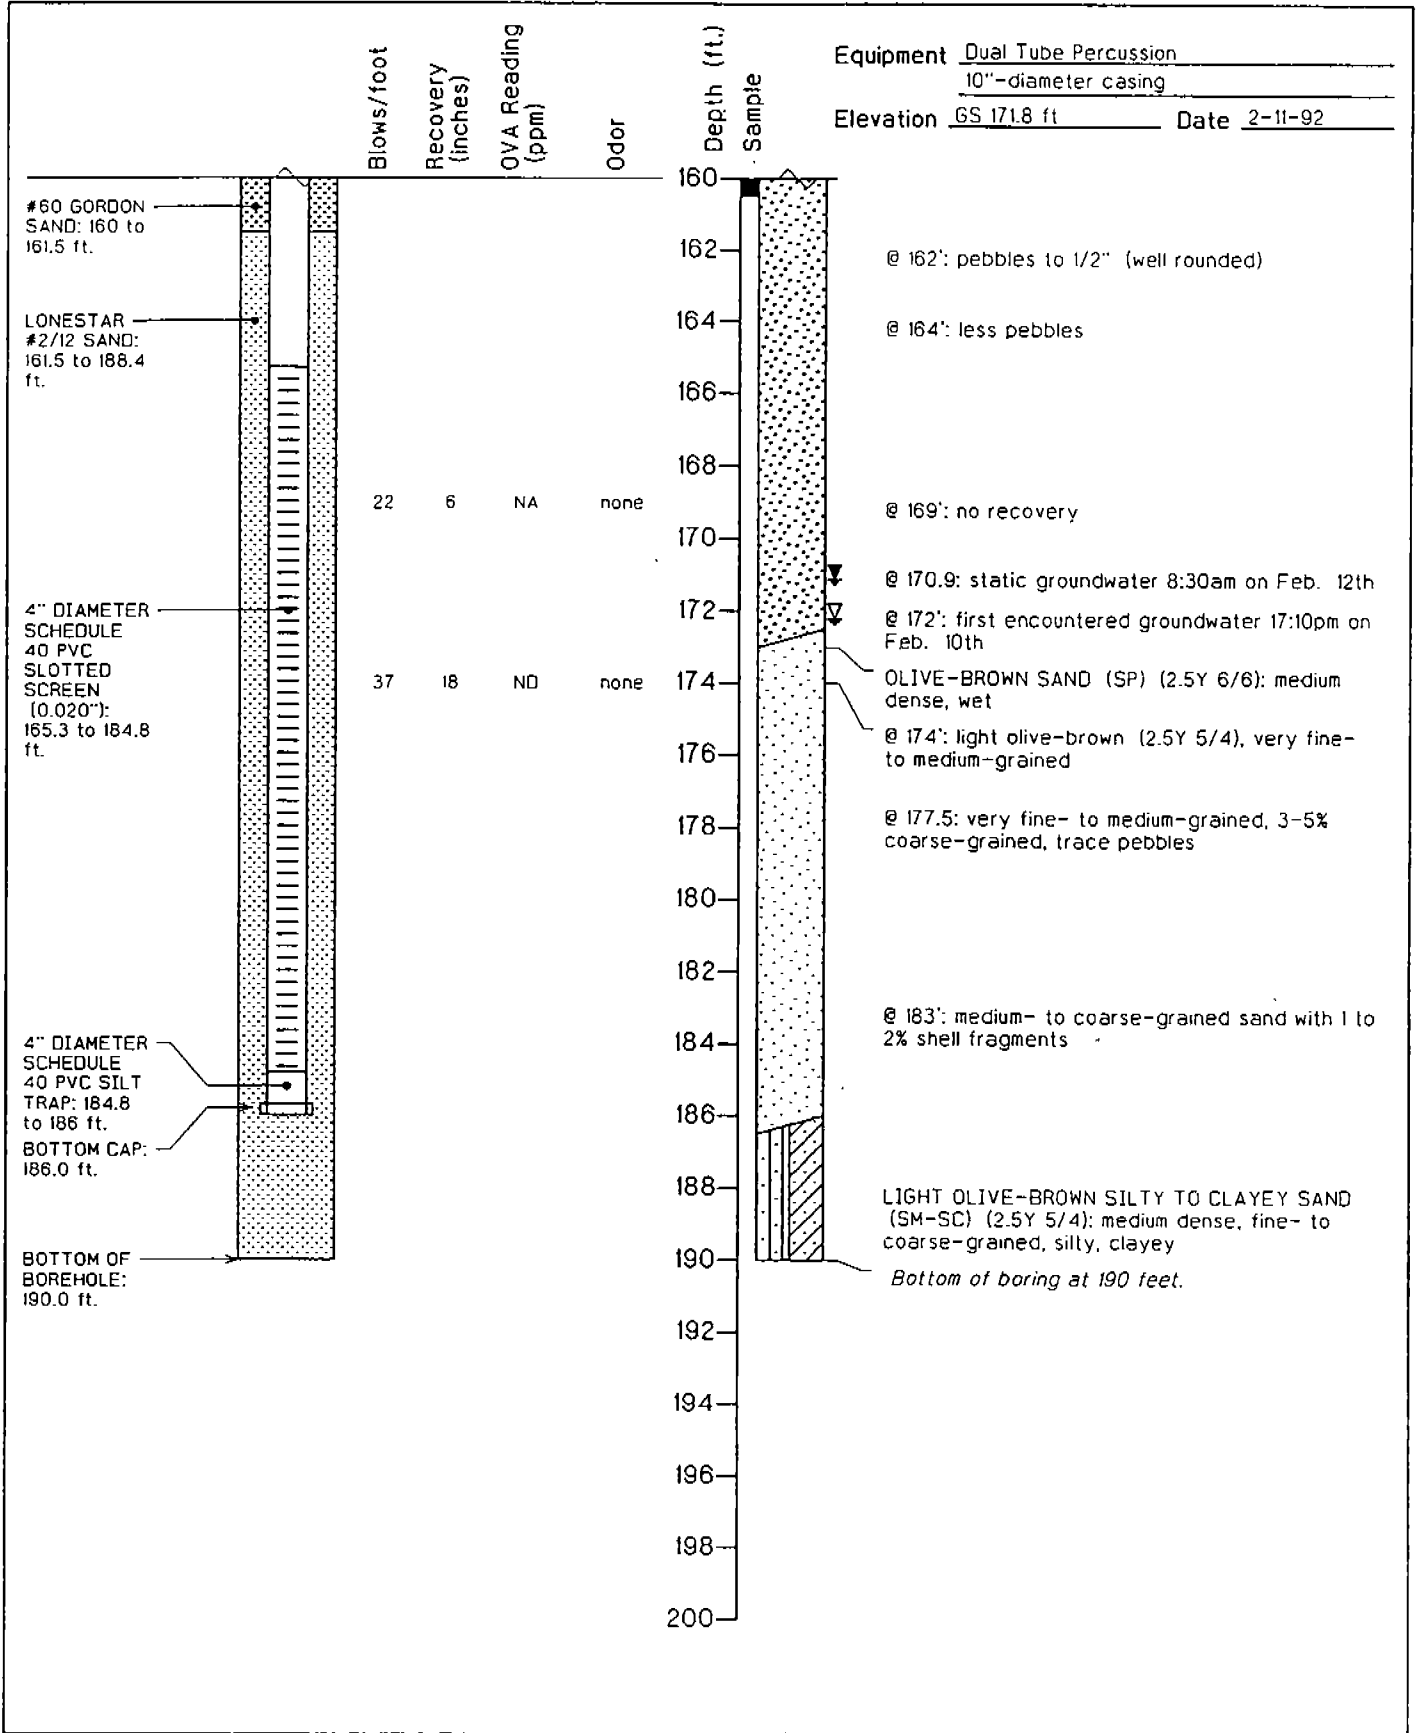 Equipment Dual Tube Percussion
10"-diameter casing
Elevation GS 171.8 ft Date 2-11-92
Blows/foot
Recovery (inches)
OVA Reading (ppm)
Odor
Depth (ft.)
Sample
#60 GORDON
SAND: 160 to
161.5 ft.
LONESTAR
#2/12 SAND:
161.5 to 188.4
ft.
4" DIAMETER
SCHEDULE
40 PVC
SLOTTED
SCREEN
(0.020"):
165.3 to 184.8
ft.
4" DIAMETER
SCHEDULE
40 PVC SILT
TRAP: 184.8
to 186 ft.
BOTTOM CAP:
186.0 ft.
BOTTOM OF
BOREHOLE:
190.0 ft.
22 6 NA none
37 18 ND none
160
162
164
166
168
170
172
174
176
178
180
182
184
186
188
190
192
194
196
198
200
@ 162': pebbles to 1/2" (well rounded)
@ 164': less pebbles
@ 169': no recovery
@ 170.9: static groundwater 8:30am on Feb. 12th
@ 172': first encountered groundwater 17:10pm on
Feb. 10th
OLIVE-BROWN SAND (SP) (2.5Y 6/6): medium
dense, wet
@ 174': light olive-brown (2.5Y 5/4), very fine-
to medium-grained
@ 177.5: very fine- to medium-grained, 3-5%
coarse-grained, trace pebbles
@ 183': medium- to coarse-grained sand with 1 to
2% shell fragments
LIGHT OLIVE-BROWN SILTY TO CLAYEY SAND
(SM-SC) (2.5Y 5/4): medium dense, fine- to
coarse-grained, silty, clayey
Bottom of boring at 190 feet.